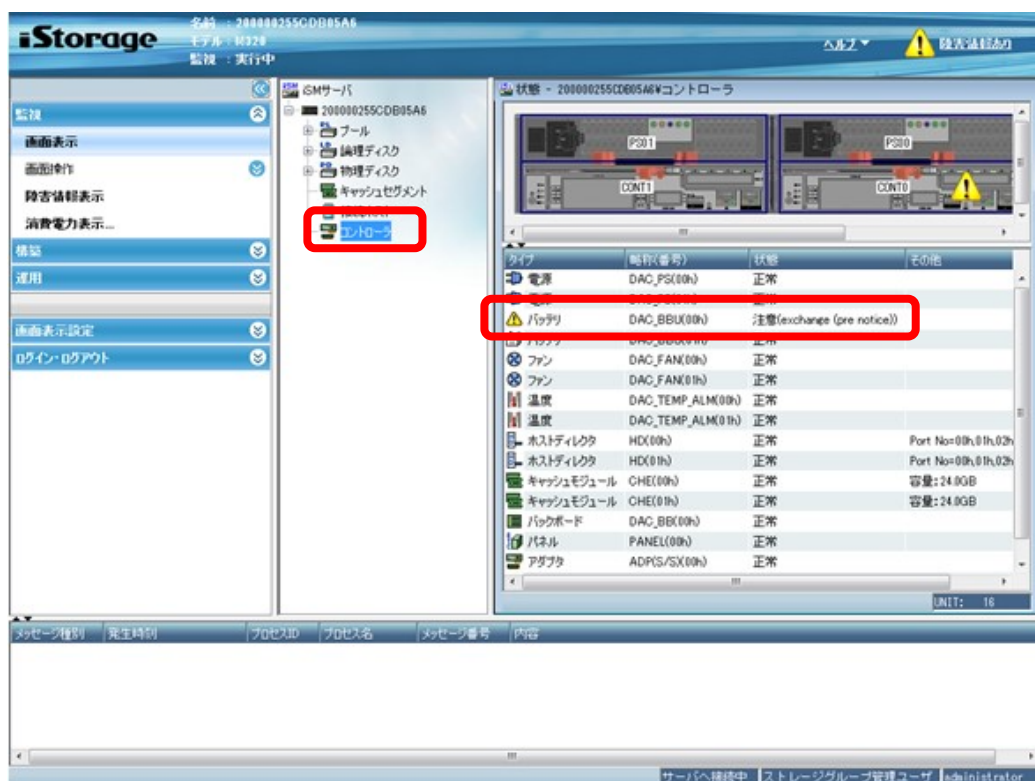 iStorage
名前 : 200000255CDB05A6
モデル : M320
監視 : 実行中
ヘルプ
障害情報あり
監視
画面表示
画面操作
障害情報表示
消費電力表示...
構築
運用
画面表示設定
ログイン・ログアウト
iSMサーバ
200000255CDB05A6
プール
論理ディスク
物理ディスク
キャッシュセグメント
コントローラ
状態 - 200000255CDB05A6¥コントローラ
PS01
PS00
CONT1
CONT0
タイプ 略称(番号) 状態 その他
電源 DAC_PS(00h) 正常
電源
バッテリ DAC_BBU(00h) 注意(exchange (pre notice))
バッテリ DAC_BBU(01h) 正常
ファン DAC_FAN(00h) 正常
ファン DAC_FAN(01h) 正常
温度 DAC_TEMP_ALM(00h) 正常
温度 DAC_TEMP_ALM(01h) 正常
ホストディレクタ HD(00h) 正常 Port No=00h,01h,02h
ホストディレクタ HD(01h) 正常 Port No=00h,01h,02h
キャッシュモジュール CHE(00h) 正常 容量:24.0GB
キャッシュモジュール CHE(01h) 正常 容量:24.0GB
バックボード DAC_BB(00h) 正常
パネル PANEL(00h) 正常
アダプタ ADP(S/S)(00h) 正常
UNIT: 16
メッセージ種別 発生時刻 プロセスID プロセス名 メッセージ番号 内容
サーバへ接続中 ストレージグループ管理ユーザ administrator